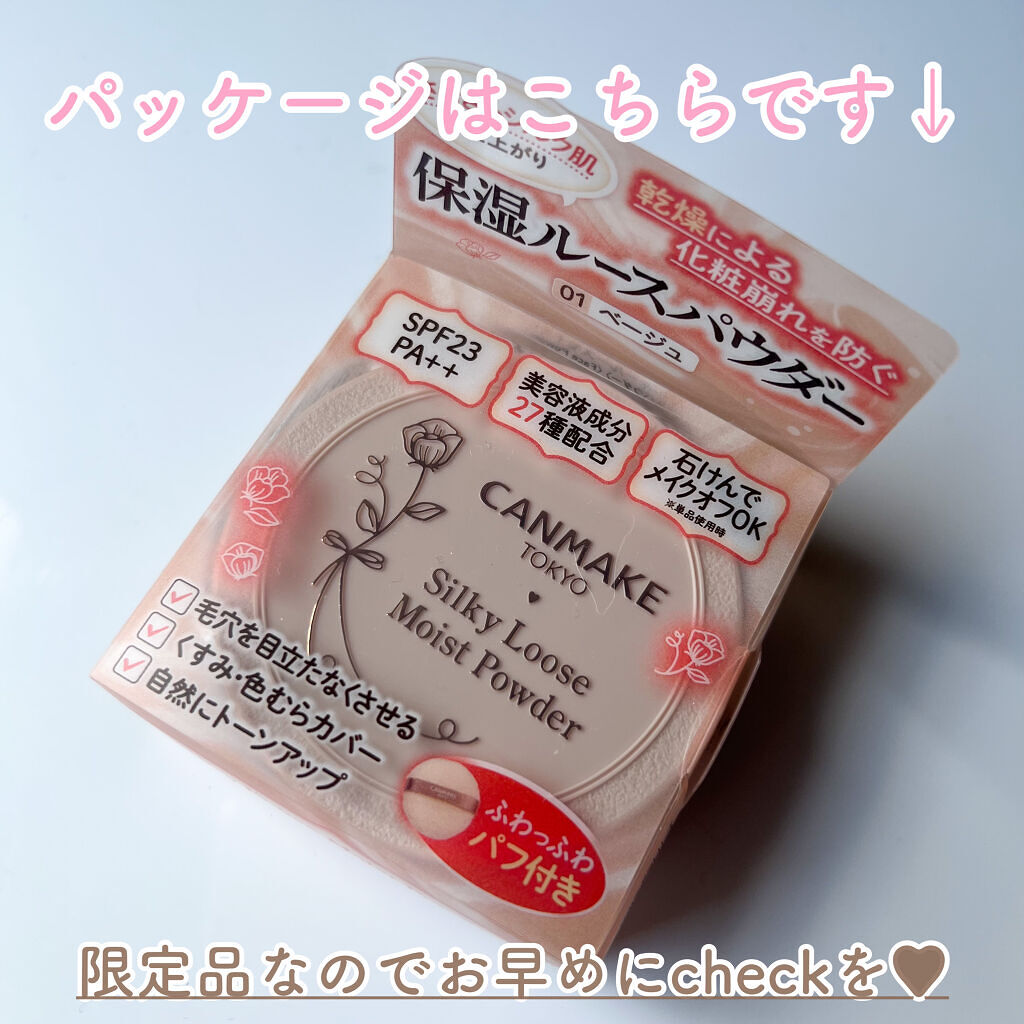 パッケージはこちらです↓
肌
上がり
保湿ルースパウダー
乾燥による
化粧崩れを防ぐ
01 ベージュ
SPF23
PA++
美容液成分
27種配合
石けんで
メイクオフOK
※単品使用時
CANMAKE
TOKYO
Silky Loose
Moist Powder
毛穴を目立たなくさせる
くすみ・色むらカバー
自然にトーンアップ
ふわっふわ
パフ付き
限定品なのでお早めにcheckを♥